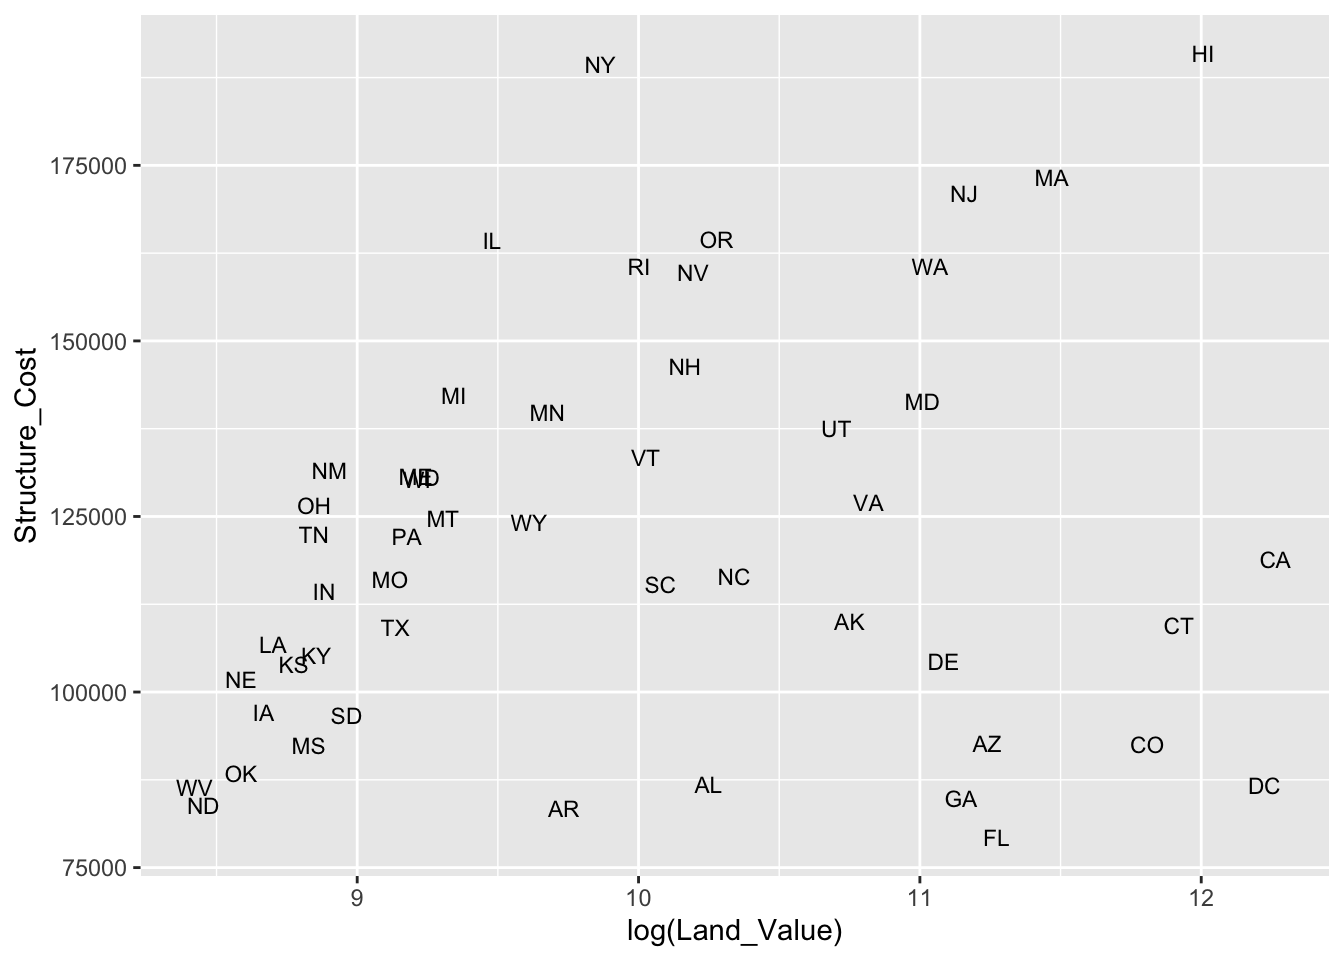 NY
HI
175000
MA
NJ
IL
OR
RI
NV
WA
150000
NH
MI
MD
MN
UT
VT
NM
OH
VA
125000
MT
WY
TN
PA
CA
MO
NC
SC
IN
AK
CT
TX
LA
KY
KS
DE
NE
100000
IA
SD
MS
AZ
CO
OK
WV
AL
DC
ND
AR
GA
FL
75000
Structure_Cost
9
10
11
12
log(Land_Value)